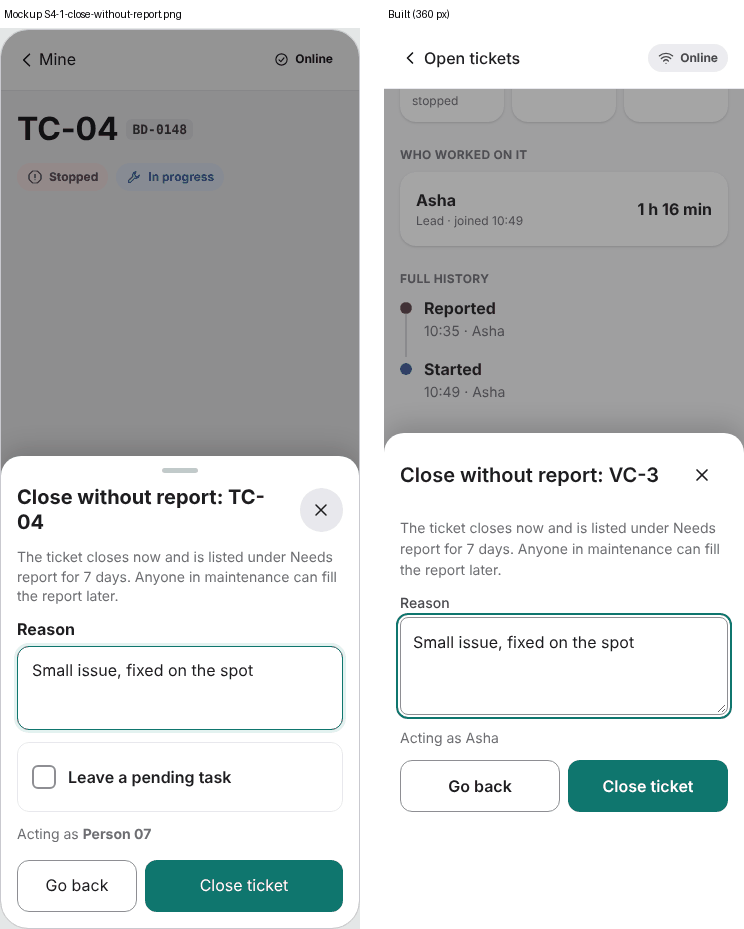 Mockup S4-1-close-without-report.png
Mine
Online
TC-04 BD-0148
Stopped
In progress
Close without report: TC-
04
The ticket closes now and is listed under Needs
report for 7 days. Anyone in maintenance can fill
the report later.
Reason
Small issue, fixed on the spot
Leave a pending task
Acting as Person 07
Go back
Close ticket
Built (360 px)
Open tickets
Online
stopped
WHO WORKED ON IT
Asha
Lead · joined 10:49
1 h 16 min
FULL HISTORY
Reported
10:35 · Asha
Started
10:49 · Asha
Close without report: VC-3
The ticket closes now and is listed under Needs
report for 7 days. Anyone in maintenance can fill
the report later.
Reason
Small issue, fixed on the spot
Acting as Asha
Go back
Close ticket